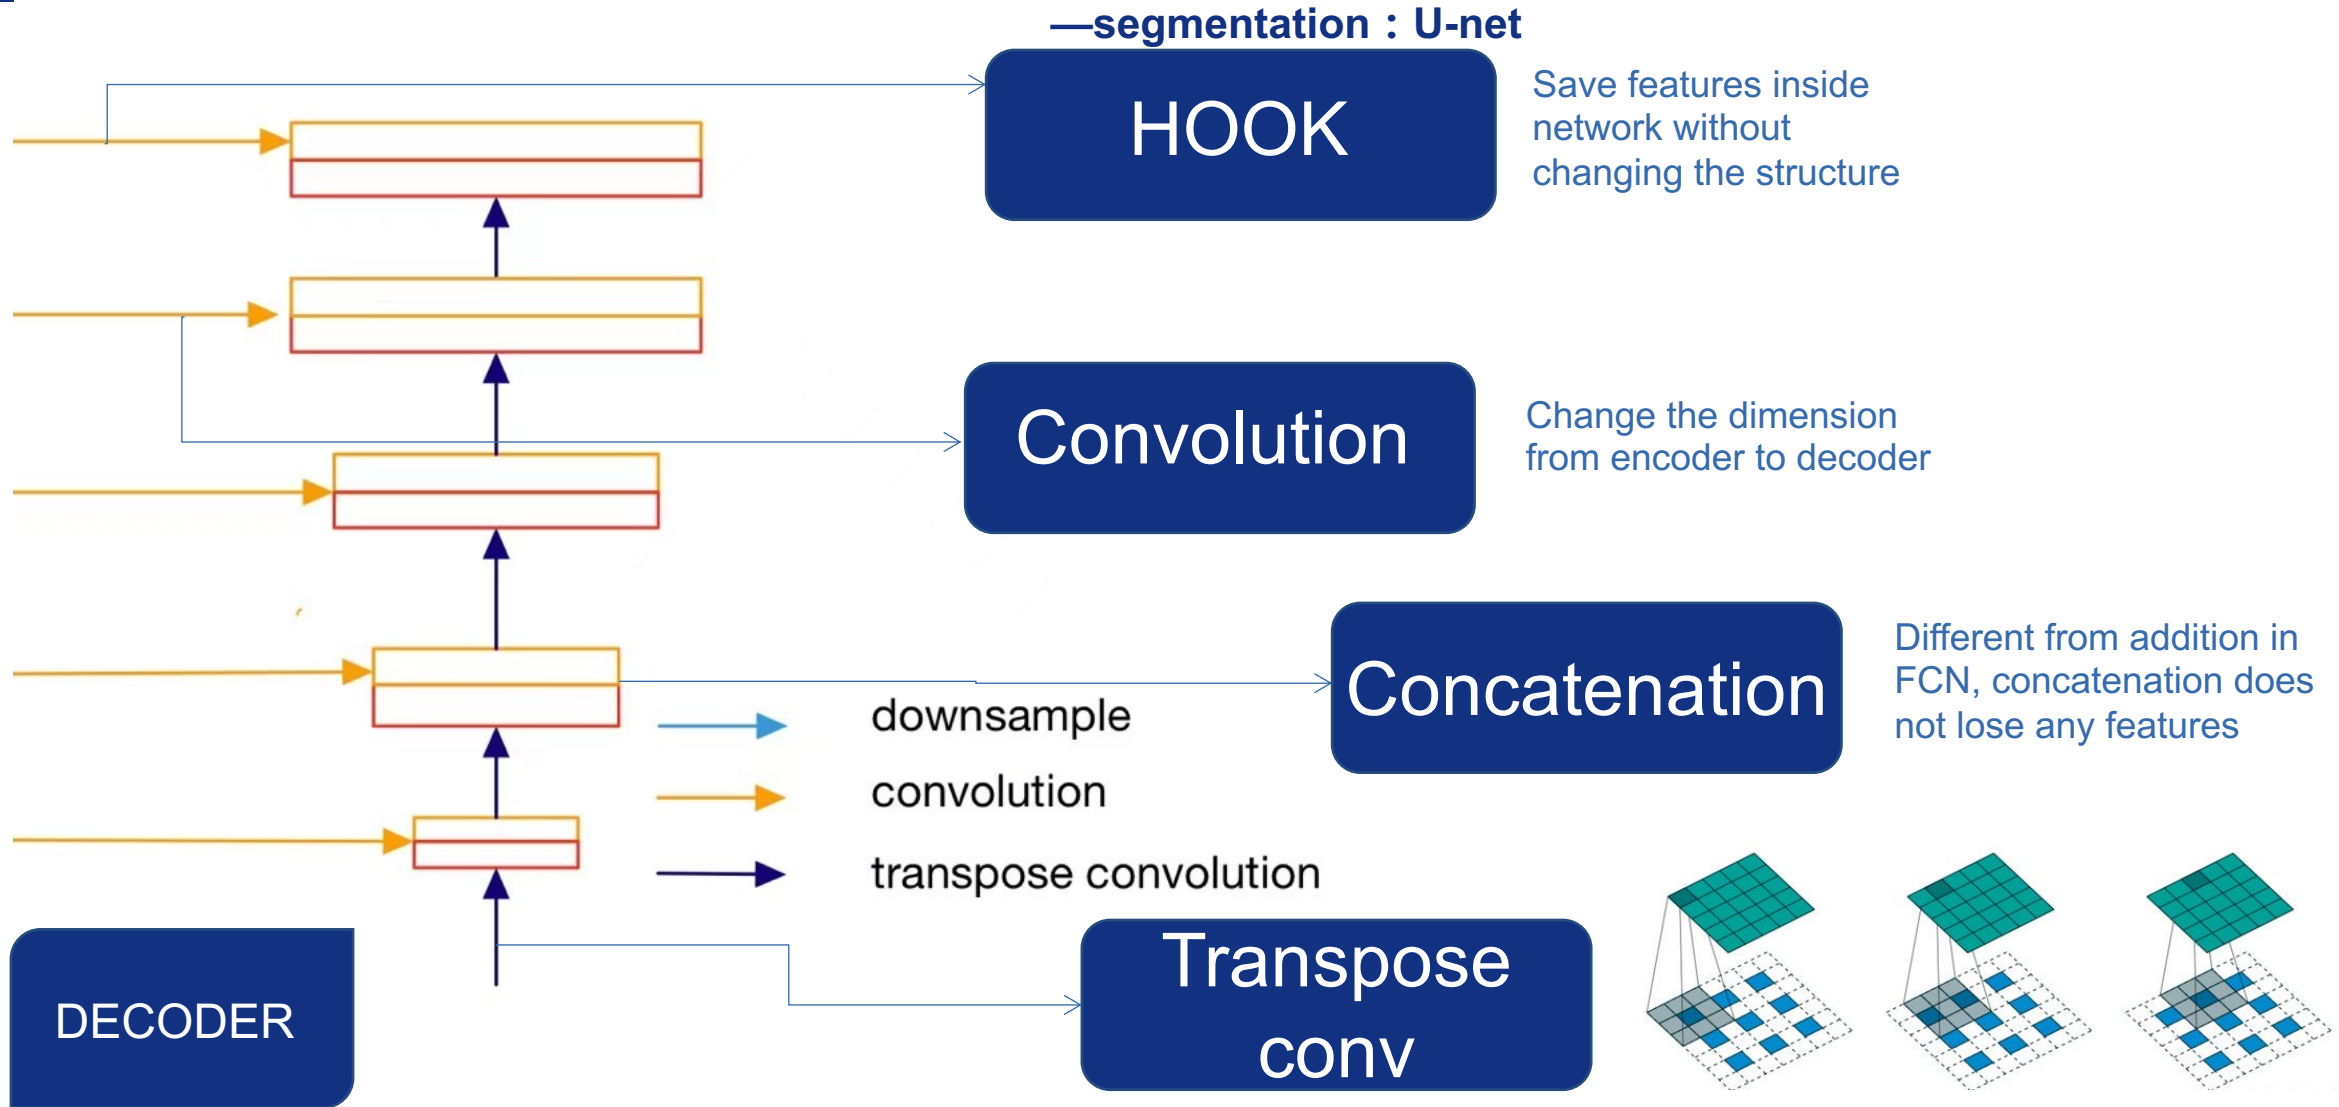 —segmentation：U-net
HOOK
Save features inside
network without
changing the structure
Convolution
Change the dimension
from encoder to decoder
Concatenation
Different from addition in
FCN, concatenation does
not lose any features
downsample
convolution
transpose convolution
DECODER
Transpose
conv